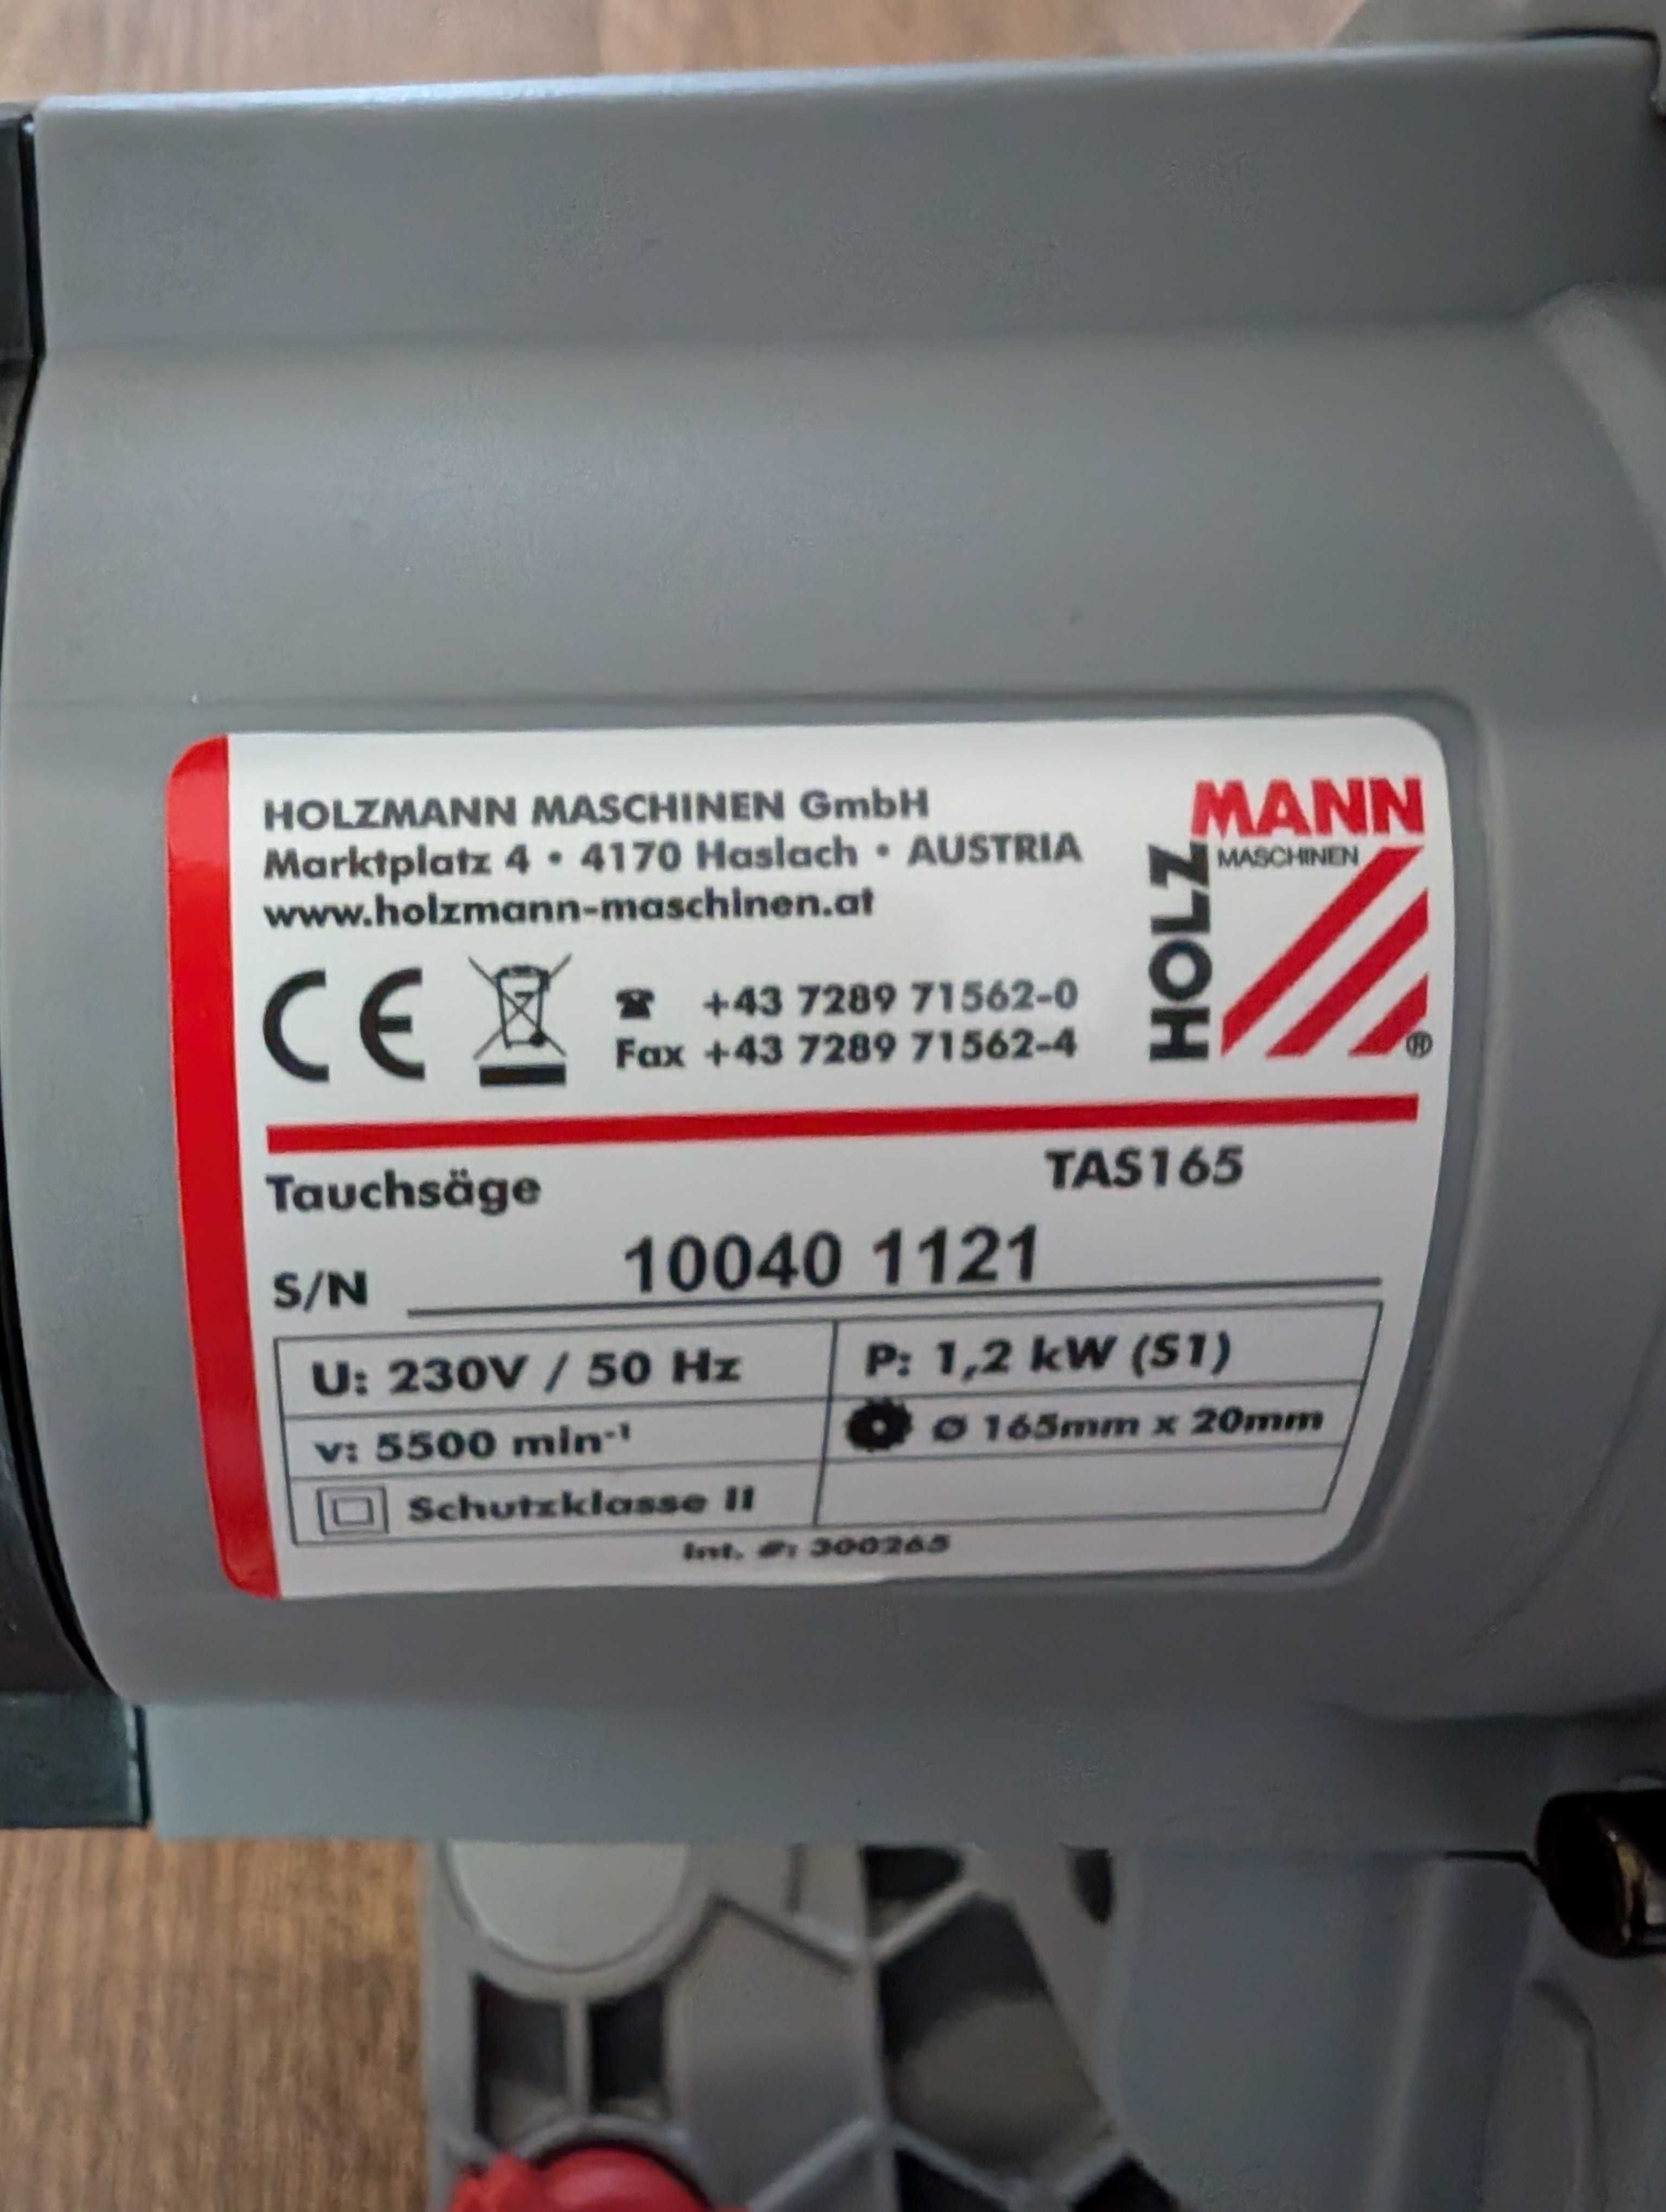 HOLZMANN MASCHINEN GmbH
Marktplatz 4 • 4170 Haslach • AUSTRIA
www.holzmann-maschinen.at
CE
☎ +43 7289 71562-0
Fax +43 7289 71562-4
HOLZ
MANN
MASCHINEN
®
Tauchsäge TAS165
S/N 10040 1121
U: 230V / 50 Hz P: 1,2 kW (S1)
v: 5500 min⁻¹ Ø 165mm x 20mm
Schutzklasse II
Int. #: 300265